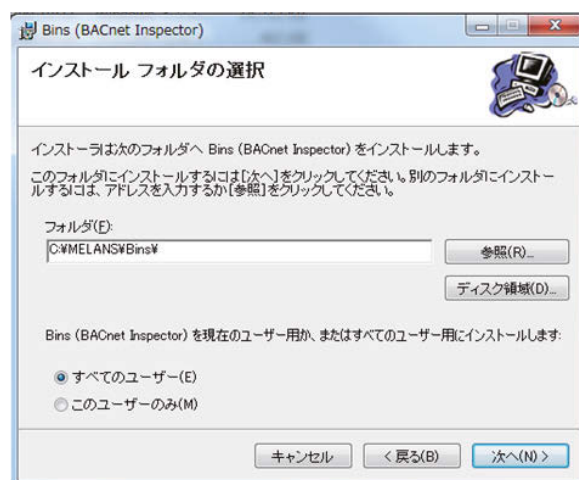 Bins (BACnet Inspector)
インストール フォルダの選択
インストーラは次のフォルダへ Bins (BACnet Inspector) をインストールします。
このフォルダにインストールするには[次へ]をクリックしてください。別のフォルダにインストー
ルするには、アドレスを入力するか[参照]をクリックしてください。
フォルダ(F):
C:¥MELANS¥Bins¥
参照(R)...
ディスク領域(D)...
Bins (BACnet Inspector) を現在のユーザー用か、またはすべてのユーザー用にインストールします:
すべてのユーザー(E)
このユーザーのみ(M)
キャンセル
< 戻る(B)
次へ(N) >